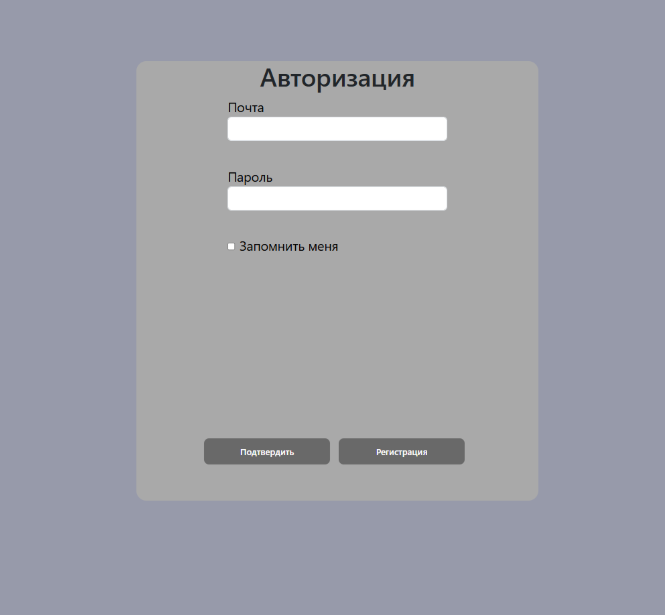 Авторизация
Почта
Пароль
Запомнить меня
Подтвердить Регистрация